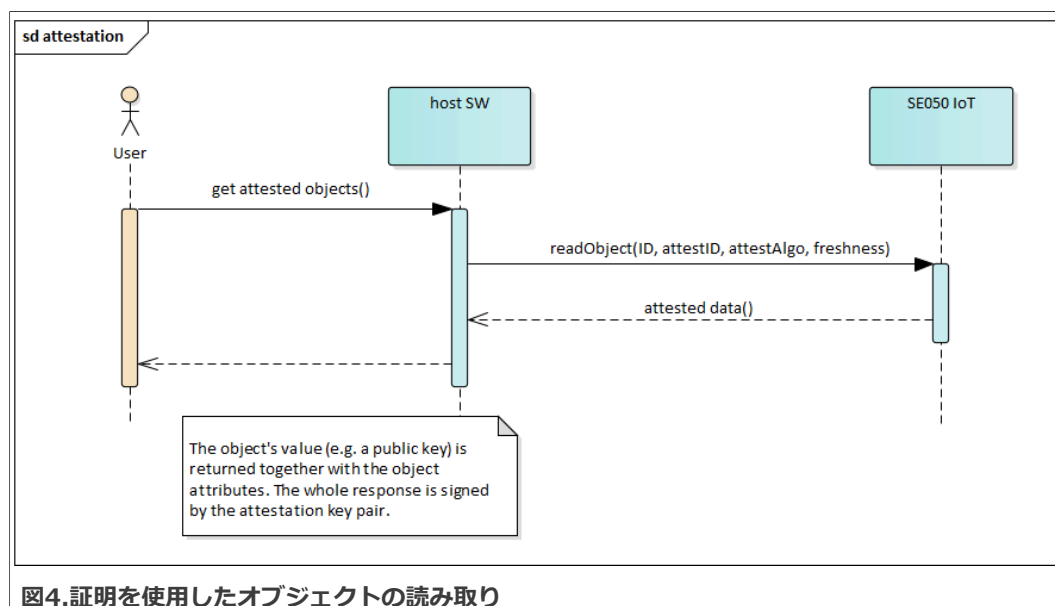 sd attestation
host SW
SE050 IoT
User
get attested objects()
readObject(ID, attestID, attestAlgo, freshness)
attested data()
The object's value (e.g. a public key) is
returned together with the object
attributes. The whole response is signed
by the attestation key pair.
図4.証明を使用したオブジェクトの読み取り